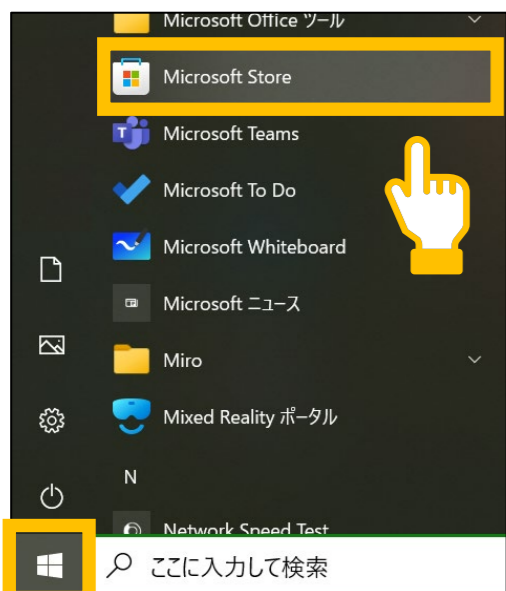 Microsoft Office ツール
Microsoft Store
Microsoft Teams
Microsoft To Do
Microsoft Whiteboard
Microsoft ニュース
Miro
Mixed Reality ポータル
N
Network Speed Test
ここに入力して検索